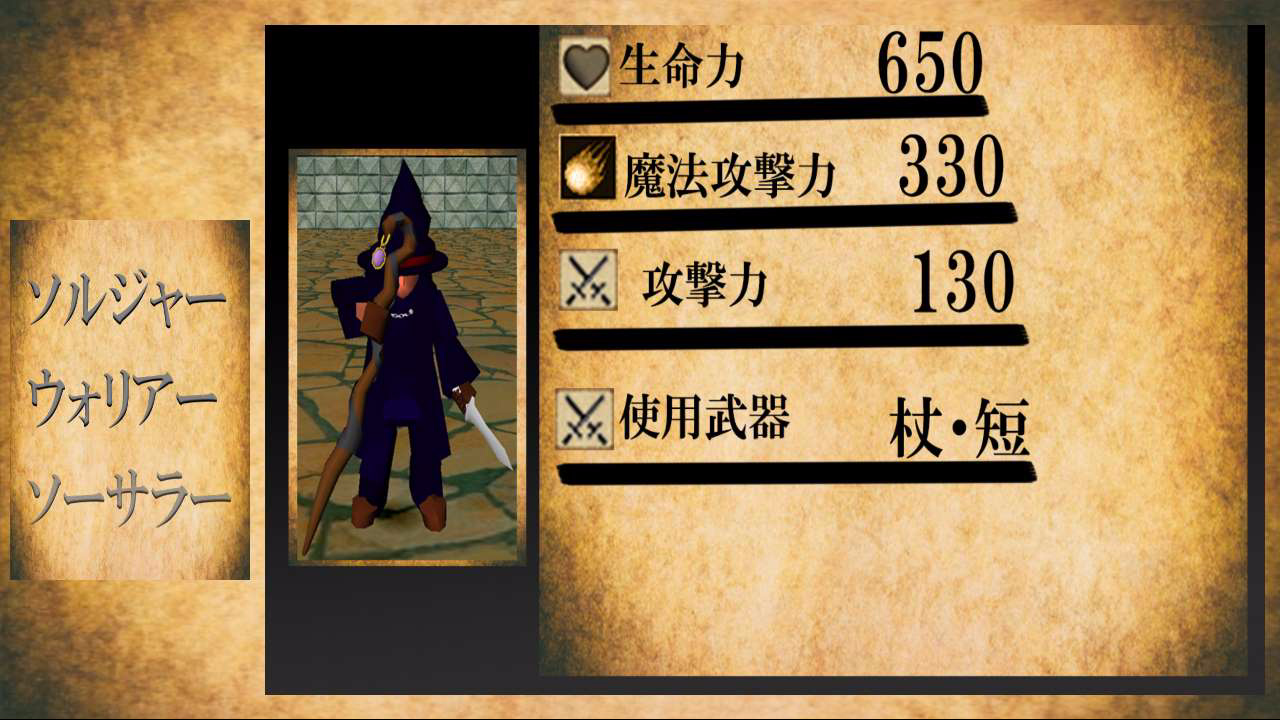 ソルジャー
ウォリアー
ソーサラー
生命力 650
魔法攻撃力 330
攻撃力 130
使用武器 杖・短